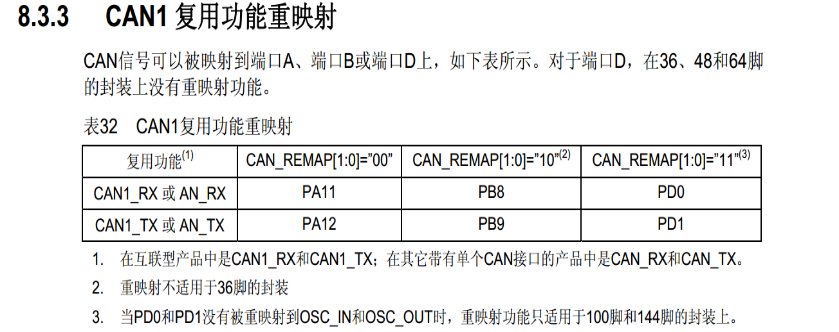 8.3.3 CAN1 复用功能重映射
CAN信号可以被映射到端口A、端口B或端口D上，如下表所示。对于端口D，在36、48和64脚
的封装上没有重映射功能。
表32 CAN1复用功能重映射
复用功能(1) CAN_REMAP[1:0]="00" CAN_REMAP[1:0]="10"(2) CAN_REMAP[1:0]="11"(3)
CAN1_RX 或 AN_RX PA11 PB8 PD0
CAN1_TX 或 AN_TX PA12 PB9 PD1
1. 在互联型产品中是CAN1_RX和CAN1_TX；在其它带有单个CAN接口的产品中是CAN_RX和CAN_TX。
2. 重映射不适用于36脚的封装
3. 当PD0和PD1没有被重映射到OSC_IN和OSC_OUT时，重映射功能只适用于100脚和144脚的封装上。